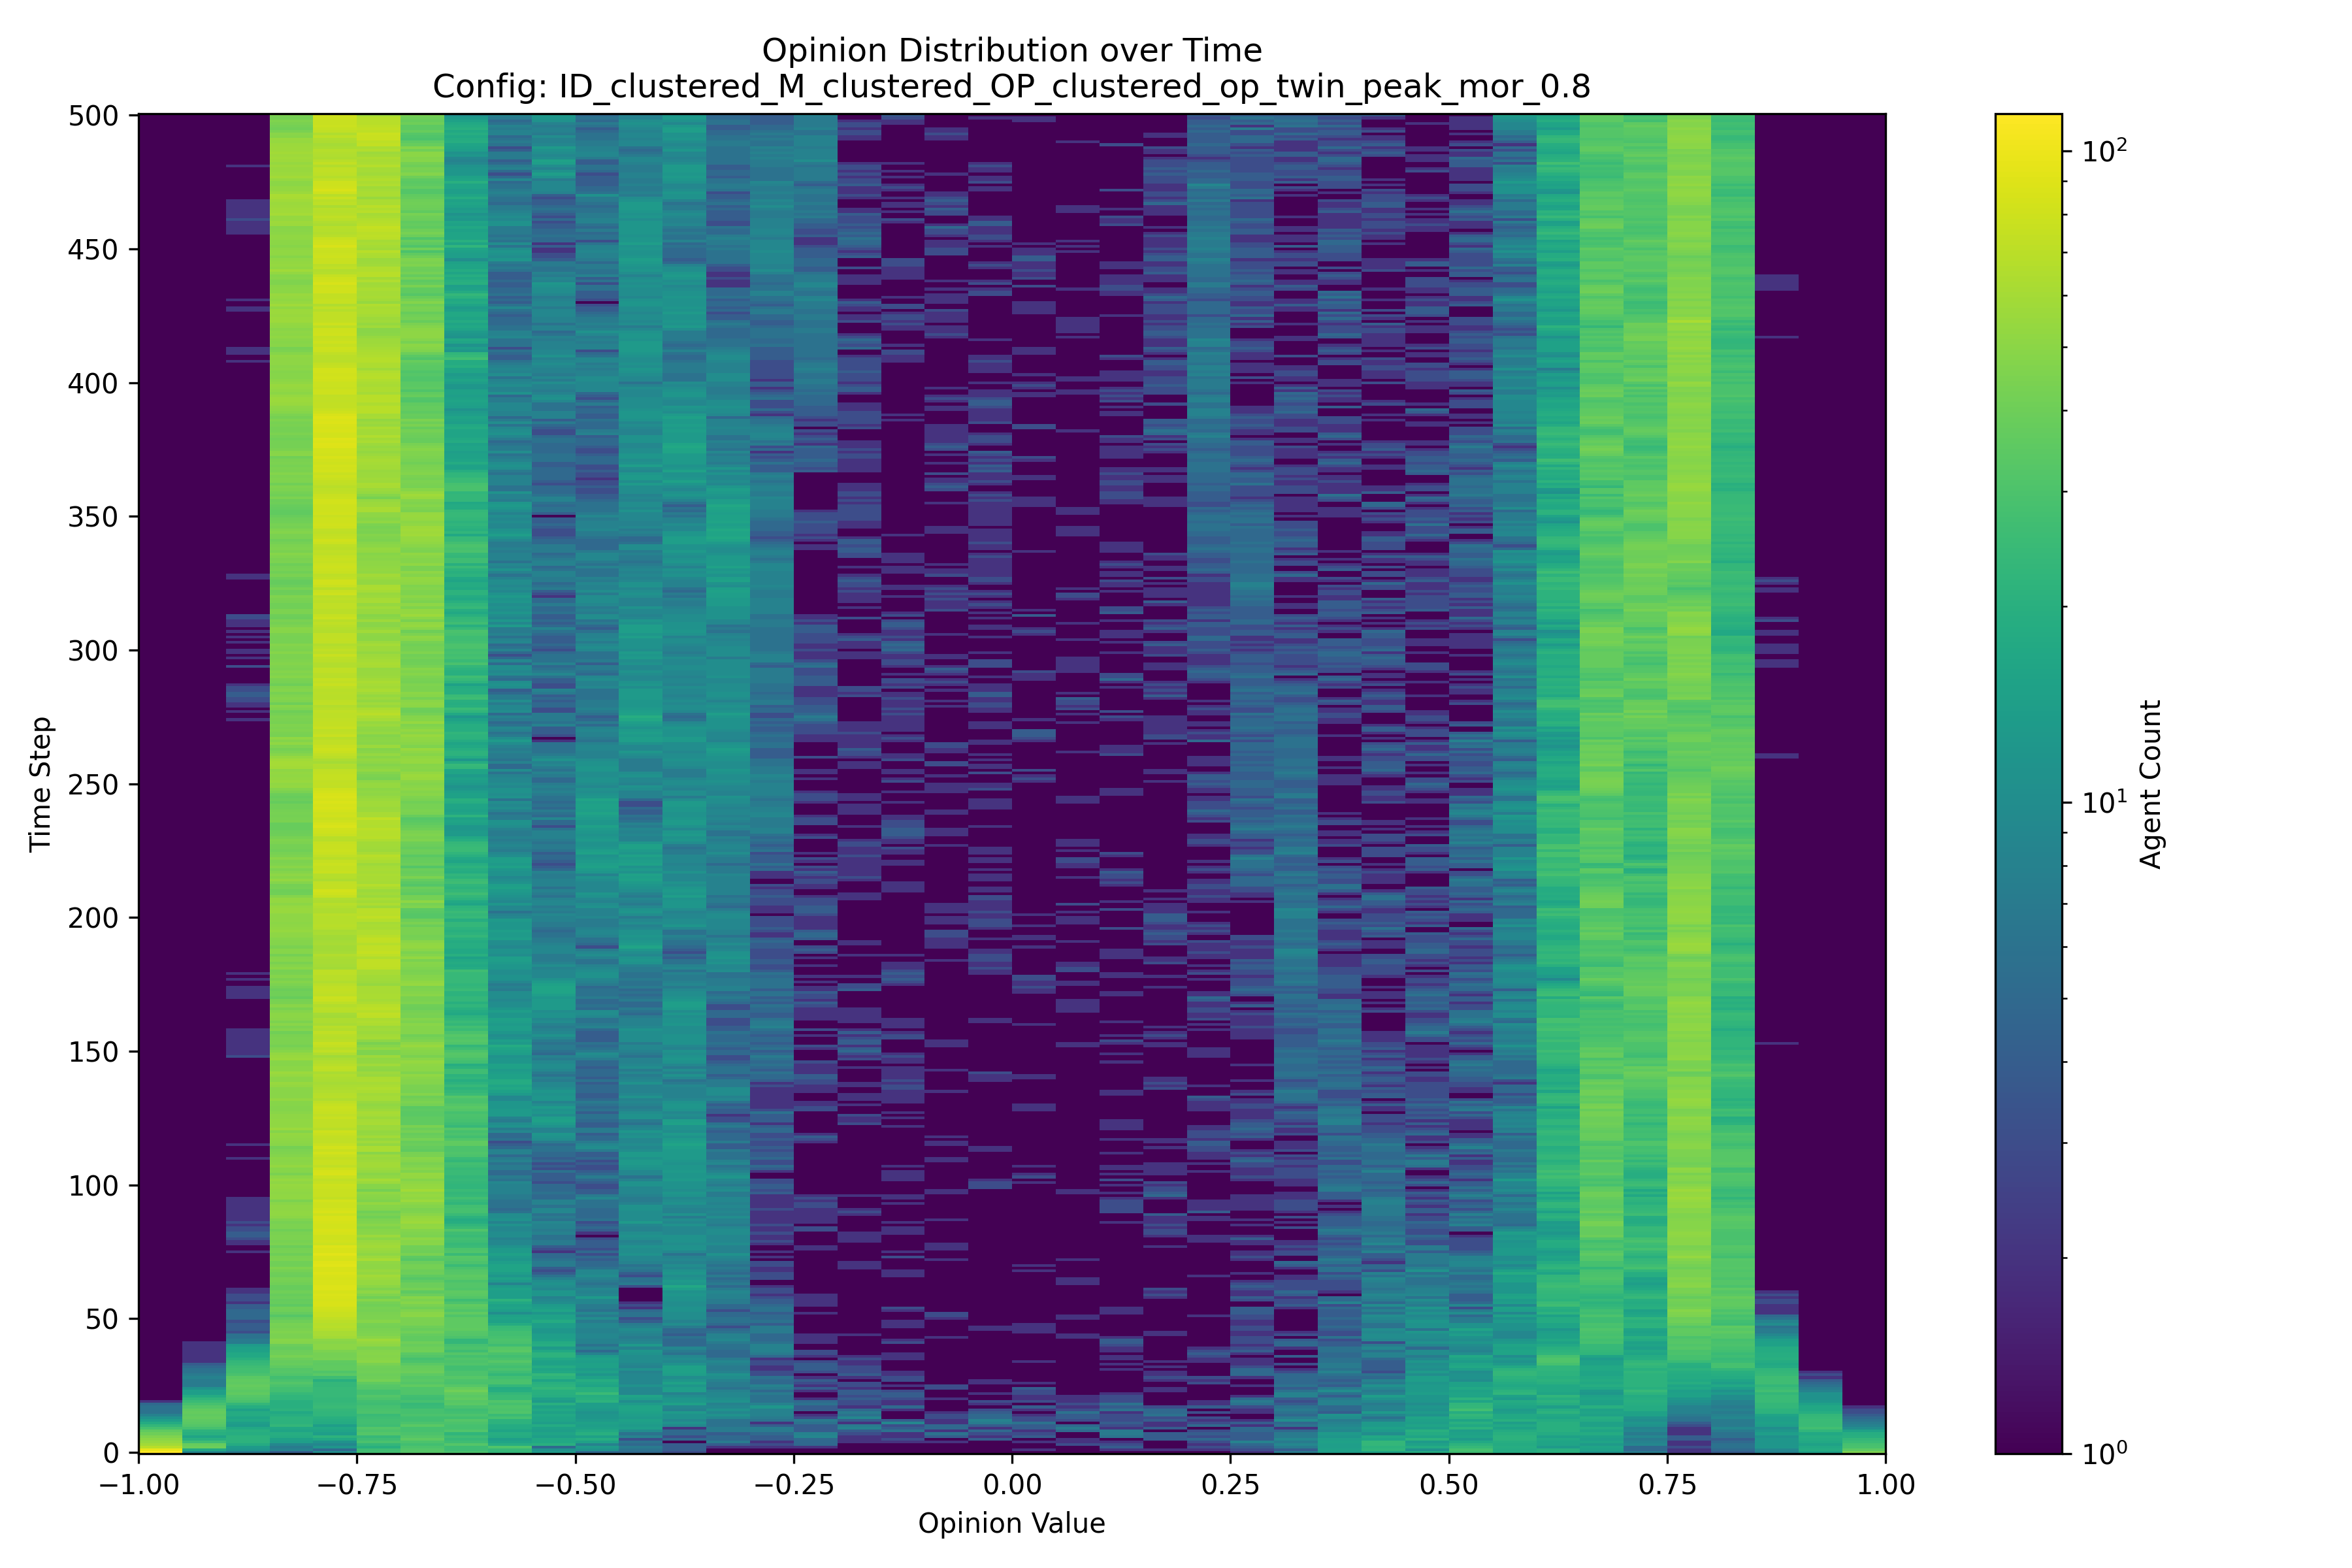 Opinion Distribution over Time
Config: ID_clustered_M_clustered_OP_clustered_op_twin_peak_mor_0.8
500
450
400
350
300
250
200
150
100
50
0
Time Step
−1.00 −0.75 −0.50 −0.25 0.00 0.25 0.50 0.75 1.00
Opinion Value
10²
10¹
10⁰
Agent Count